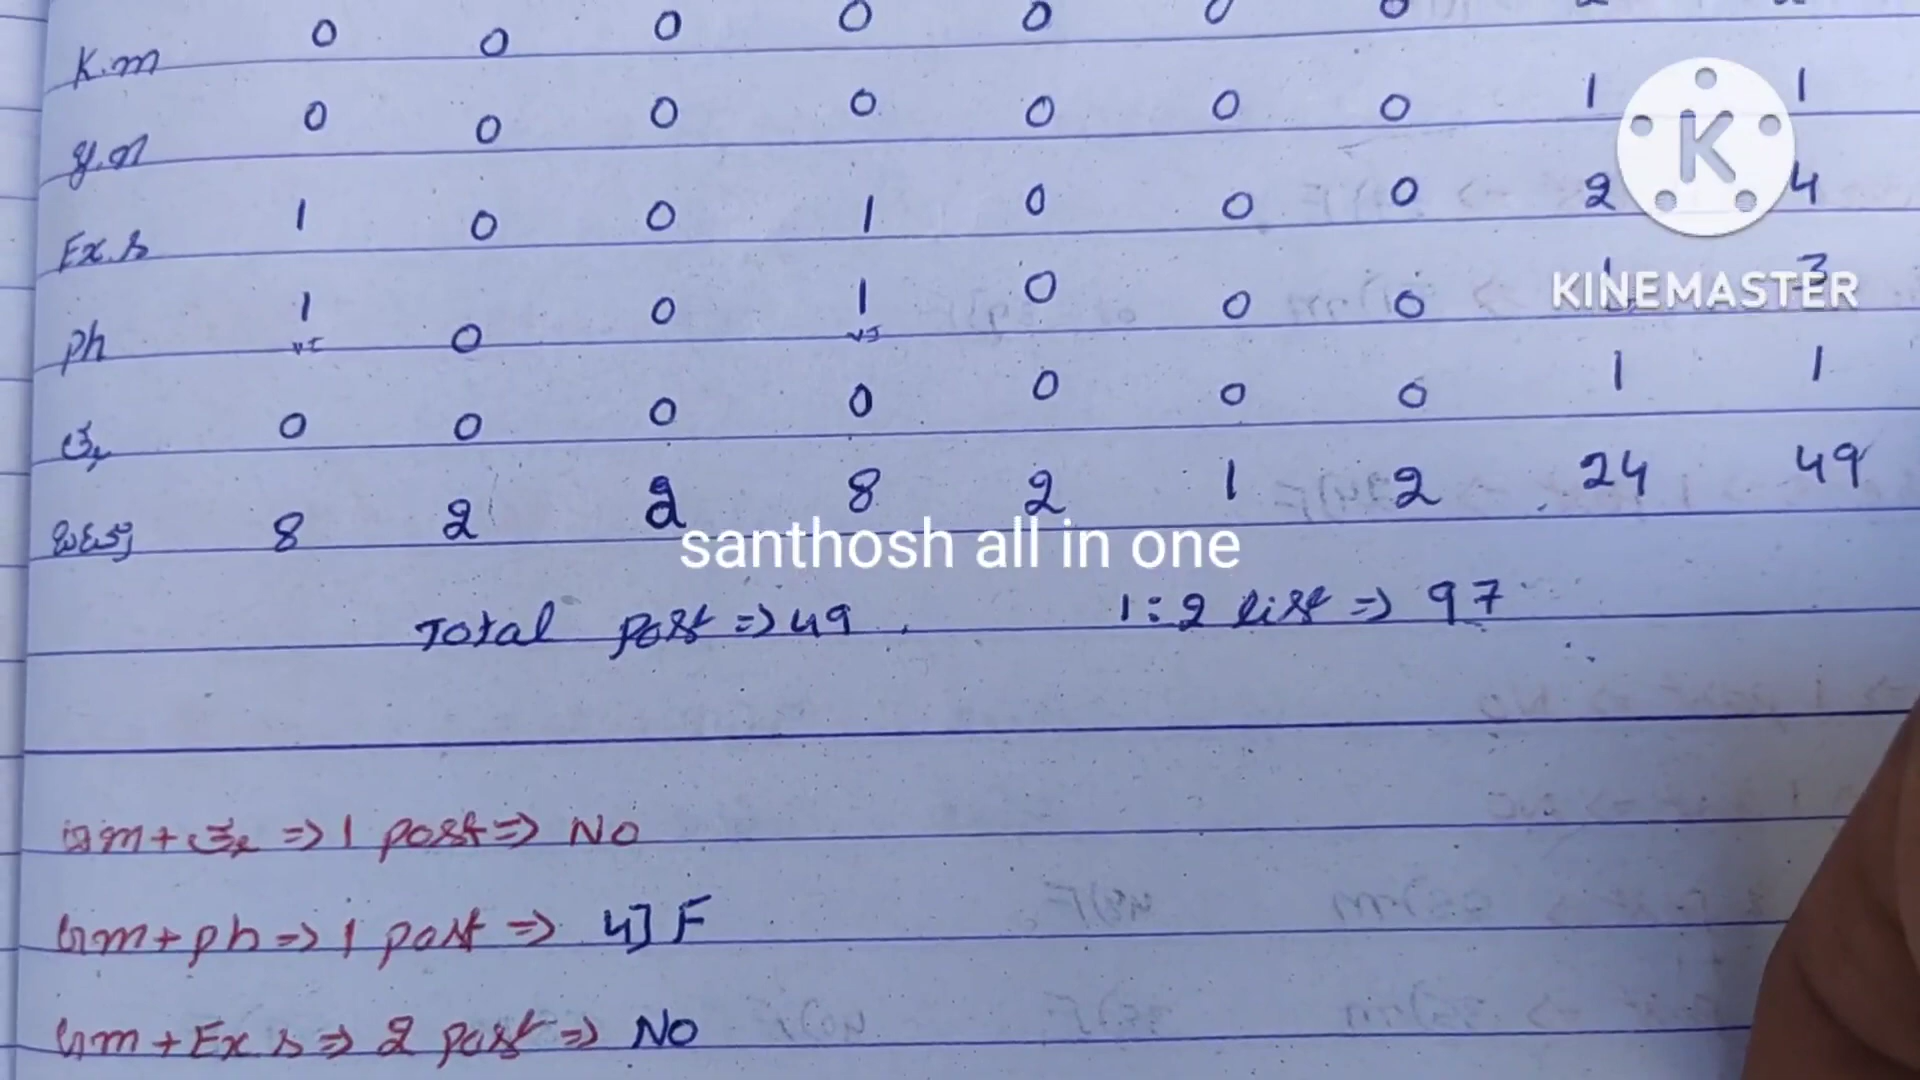 K.m 0 0 0 0 0 0 0
0 0 0 0 0 0 0 1 1
Ex.s 1 0 0 1 0 0 0 2 4
ph 1 0 0 1 0 0 0 1 3
0 0 0 0 0 0 0 1 1
8 2 2 8 2 1 2 24 49
Total post => 49 1:2 list => 97
=> 1 post => NO
+ ph => 1 post => 4] F
+ Ex s => 2 post => NO
K
KINEMASTER
santhosh all in one